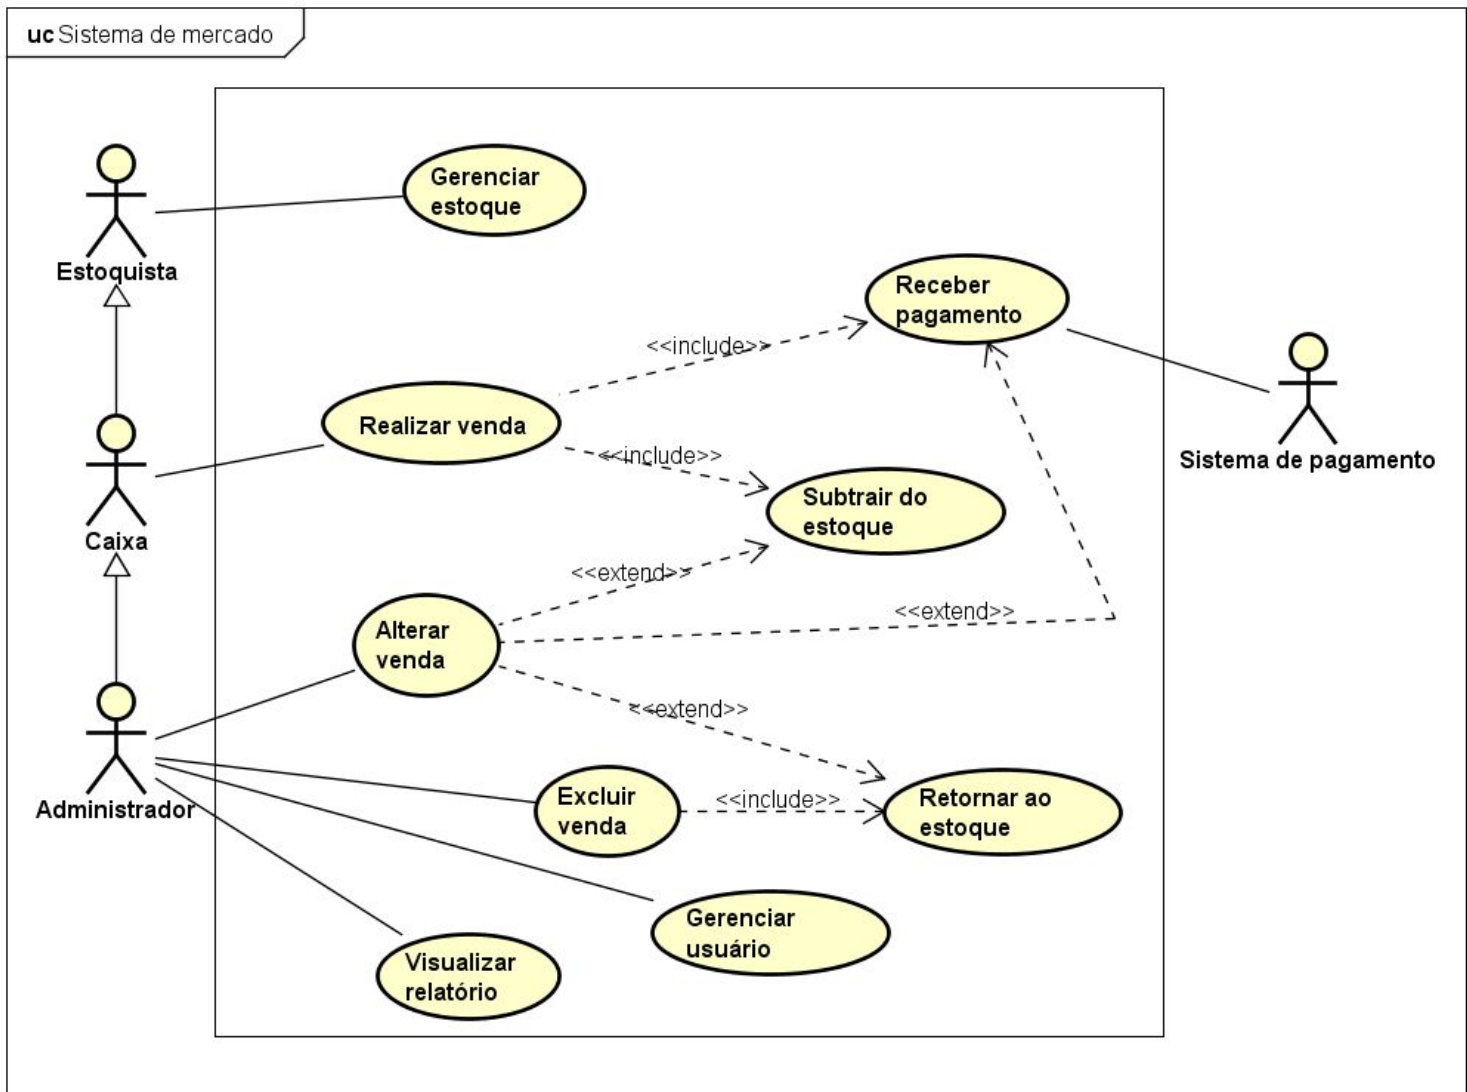 uc Sistema de mercado
Gerenciar
estoque
Estoquista
Receber
pagamento
<<include>>
Realizar venda
Sistema de pagamento
<<include>>
Subtrair do
estoque
Caixa
<<extend>>
<<extend>>
Alterar
venda
<<extend>>
Administrador
Excluir
venda
<<include>>
Retornar ao
estoque
Gerenciar
usuário
Visualizar
relatório